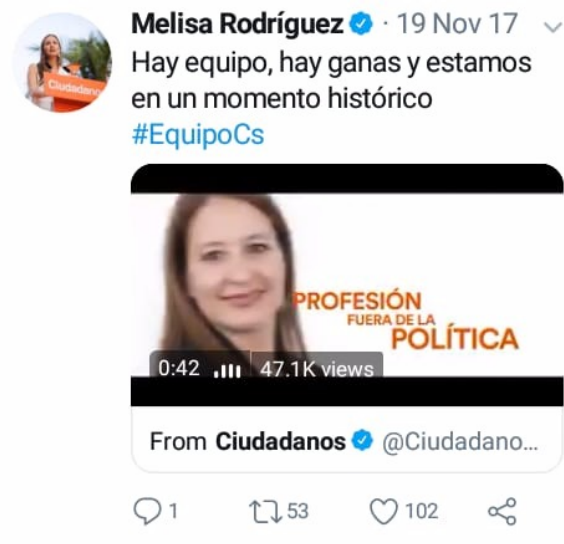 Melisa Rodríguez · 19 Nov 17
Hay equipo, hay ganas y estamos
en un momento histórico
#EquipoCs
Ciudadano
PROFESIÓN
FUERA DE LA
POLÍTICA
0:42 47.1K views
From Ciudadanos @Ciudadano...
1 53 102